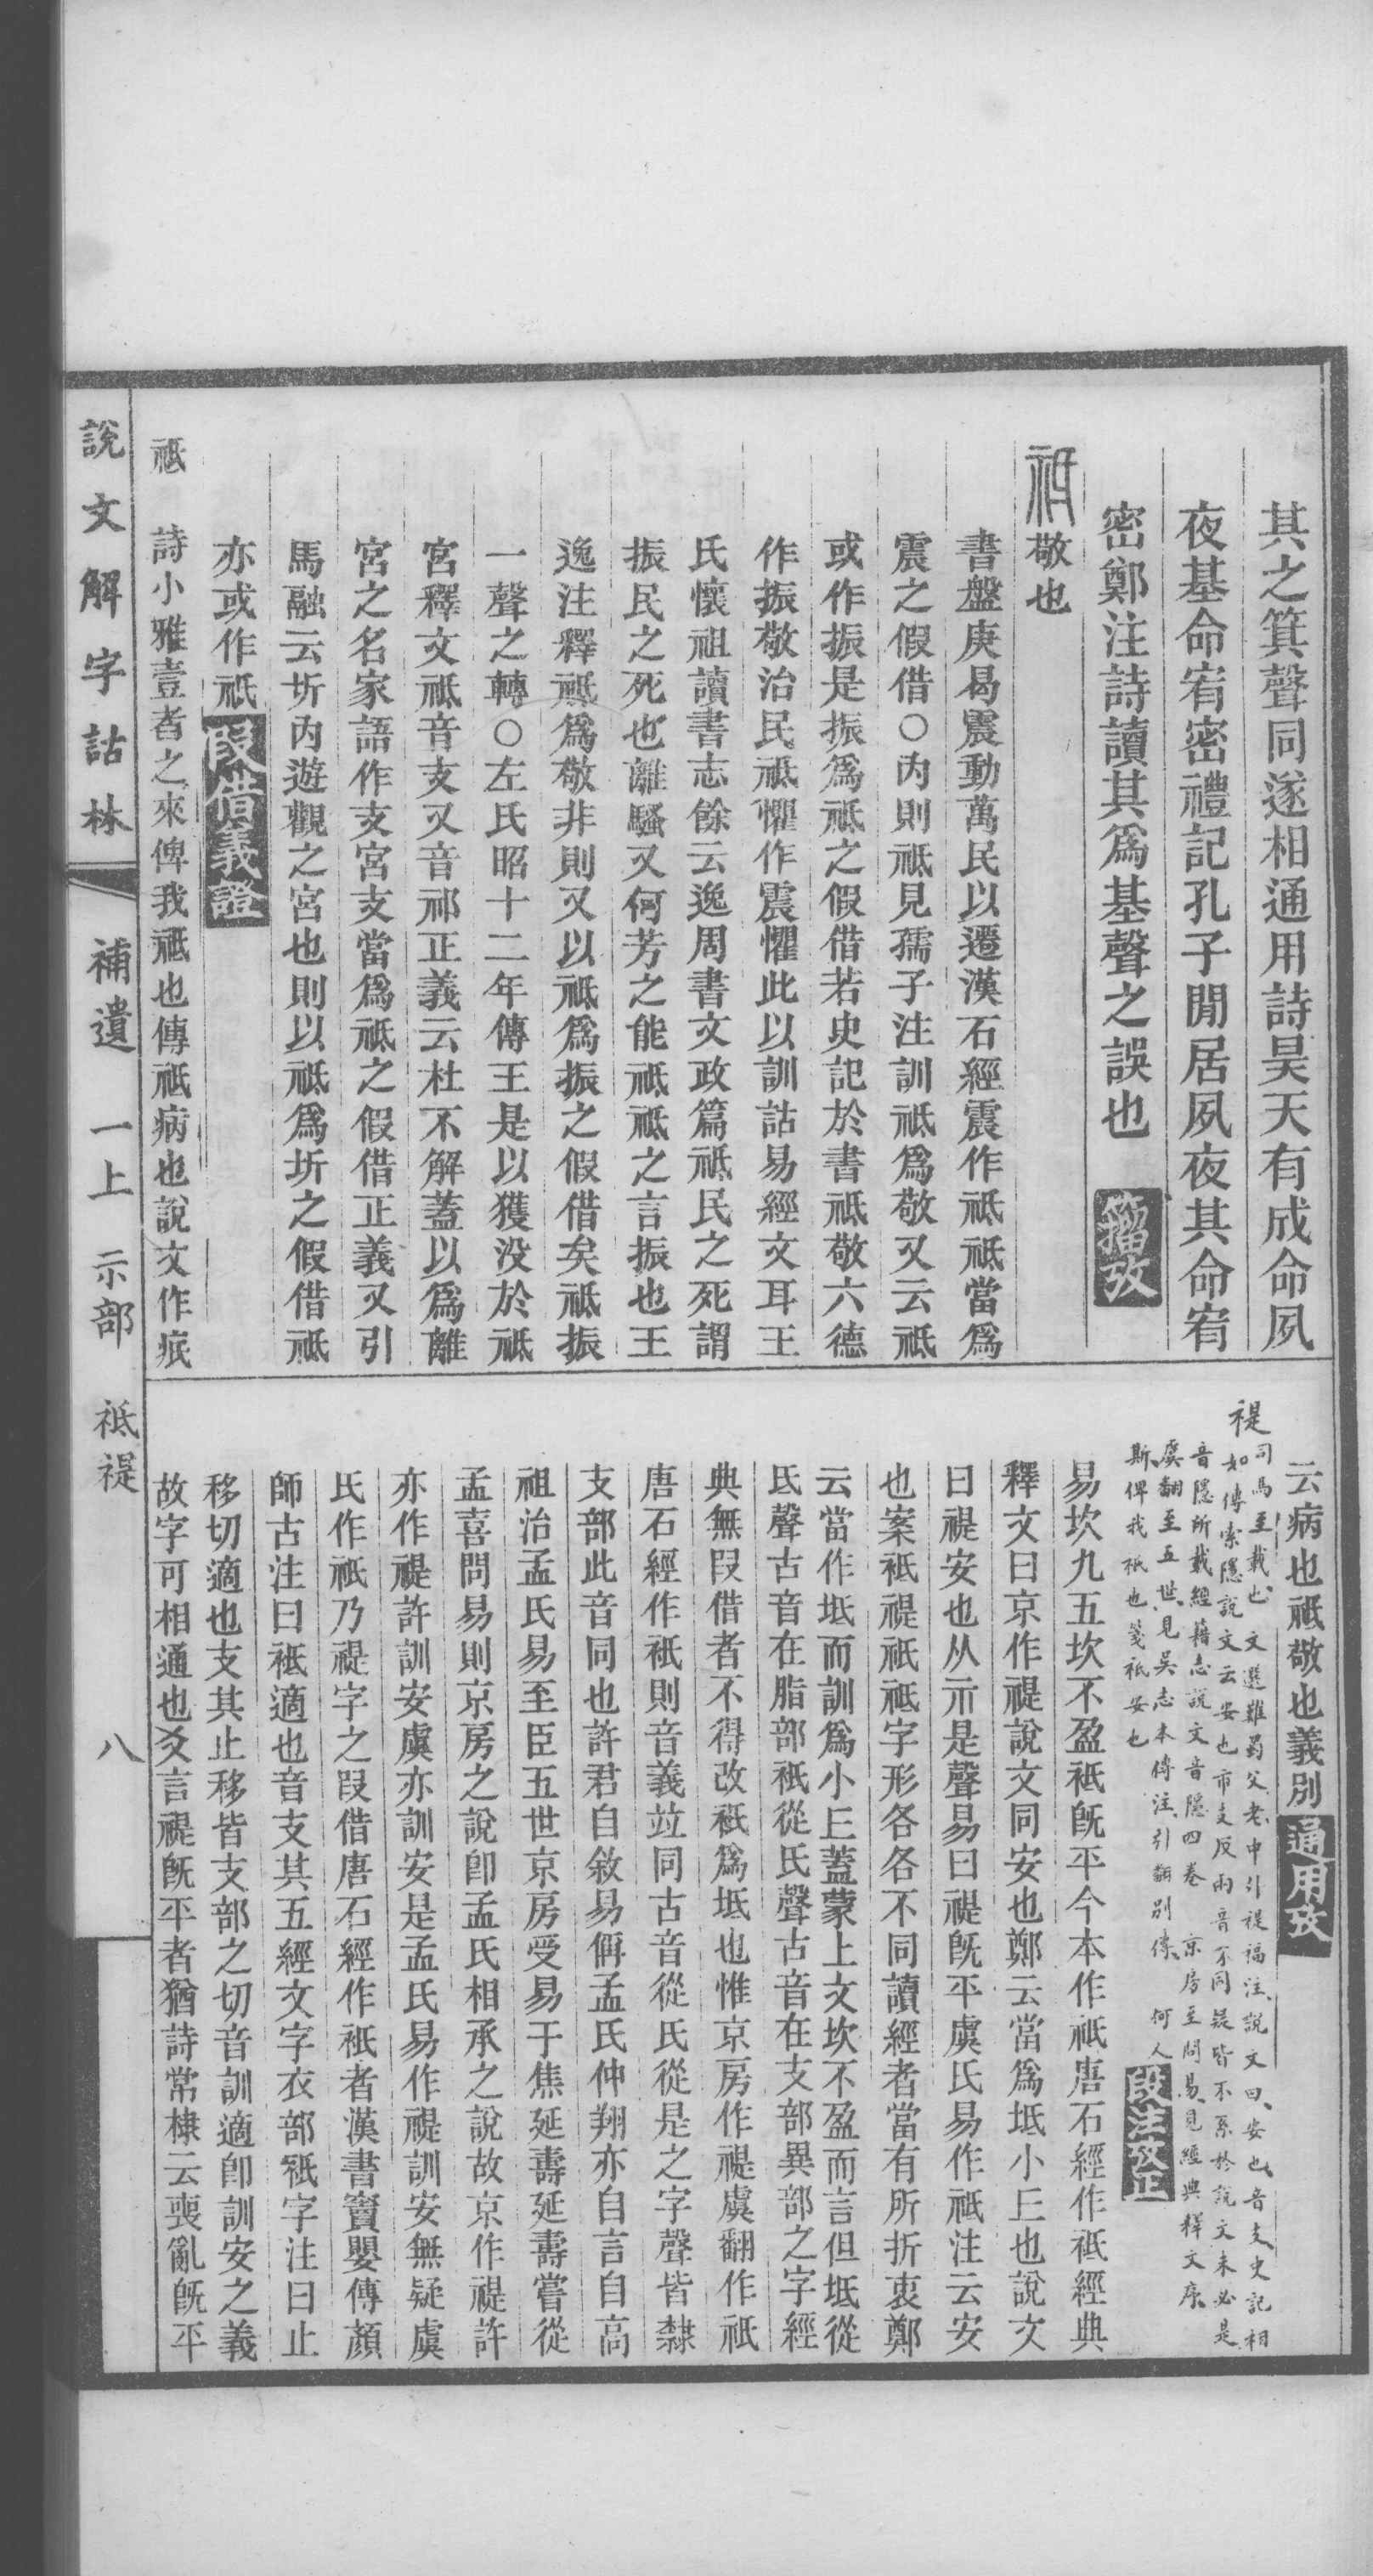 其之箕聲同遂相通用詩昊天有成命夙
夜基命宥密禮記孔子閒居夙夜其命宥
密鄭注詩讀其爲基聲之誤也
敬也
書盤庚曷震動萬民以遷漢石經震作祗祗當爲
震之假借○內則祗見孺子注訓祗爲敬又云祗
或作振是振爲祗之假借若史記於書祗敬六德
作振敬治民祗懼作震懼此以訓詁易經文耳王
氏懷祖讀書志餘云逸周書文政篇祗民之死謂
振民之死也離騷又何芳之能祗祗之言振也王
逸注釋祗爲敬非則又以祗爲振之假借矣祗振
一聲之轉○左氏昭十二年傳王是以獲没於祗
宮釋文祗音支又音祁正義云杜不解蓋以爲離
宮之名家語作支宮支當爲祗之假借正義又引
馬融云圻內遊觀之宮也則以祗爲圻之假借祗
亦或作祇 叚借義證
祗 詩小雅壹者之來俾我祗也傳祗病也說文作疷
云病也祗敬也義別 通用攷
禔 司馬至載也、文選難蜀父老中引禔福注、說文曰、安也、音支、史記相
如傳索隱說文云安也市支反兩音不同疑皆不系於說文未必是
音隱所載經籍志說文音隱四卷 京房至問易、見經典釋文序、
虞翻至五世、見吳志本傳注引翻別傳、 何人
斯、俾我祇也箋祇安也 段注攷正
易坎九五坎不盈祇旣平今本作祗唐石經作祇經典
釋文曰京作禔說文同安也鄭云當爲坻小丘也說文
曰禔安也从示是聲易曰禔旣平虞氏易作祗注云安
也案祇禔祇祗字形各各不同讀經者當有所折衷鄭
云當作坻而訓爲小丘蓋蒙上文坎不盈而言但坻從
氐聲古音在脂部祇從氏聲古音在支部異部之字經
典無叚借者不得改祇爲坻也惟京房作禔虞翻作祇
唐石經作衹則音義竝同古音從氏從是之字聲皆隸
支部此音同也許君自敘易偁孟氏仲翔亦自言自高
祖治孟氏易至臣五世京房受易于焦延壽延壽嘗從
孟喜問易則京房之說卽孟氏相承之說故京作禔許
亦作禔許訓安虞亦訓安是孟氏易作禔訓安無疑虞
氏作祇乃禔字之叚借唐石經作衹者漢書竇嬰傳顏
師古注曰衹適也音支其五經文字衣部衹字注曰止
移切適也支其止移皆支部之切音訓適卽訓安之義
故字可相通也爻言禔旣平者猶詩常棣云喪亂旣平
說文解字詁林 補遺 一上 示部 祗禔 八